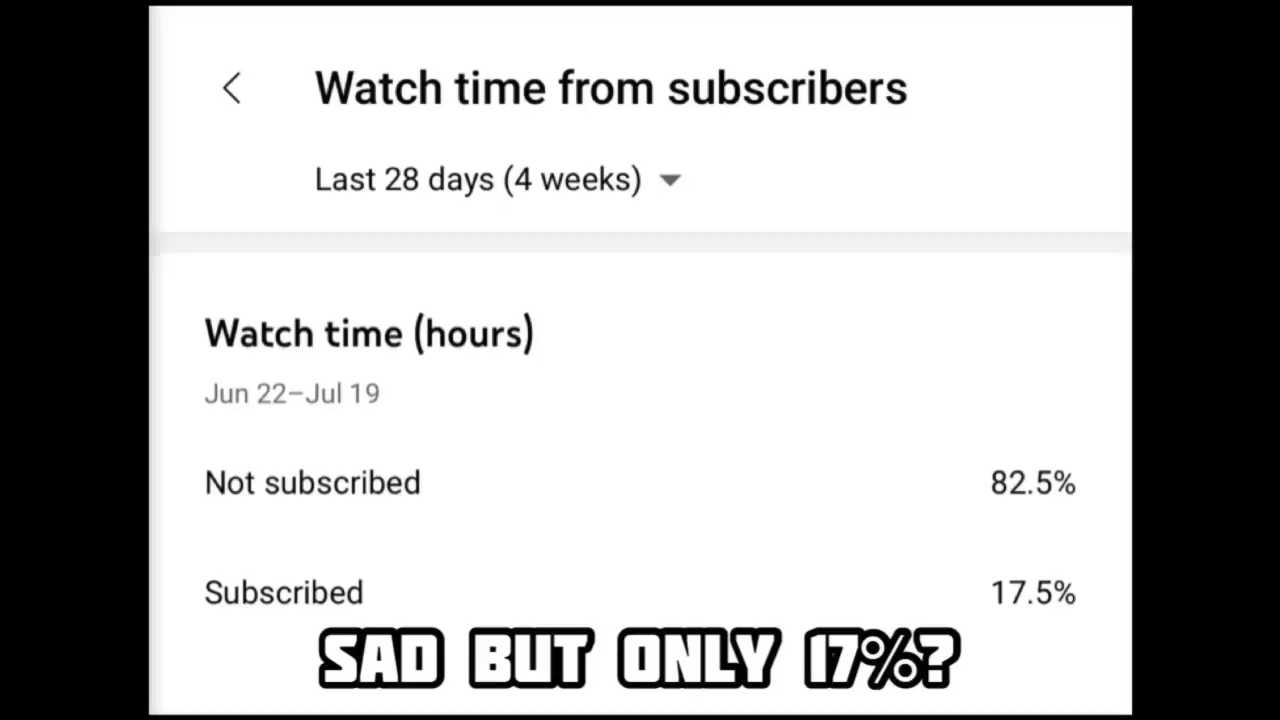 Watch time from subscribers
Last 28 days (4 weeks)
Watch time (hours)
Jun 22–Jul 19
Not subscribed 82.5%
Subscribed 17.5%
SAD BUT ONLY 17%?